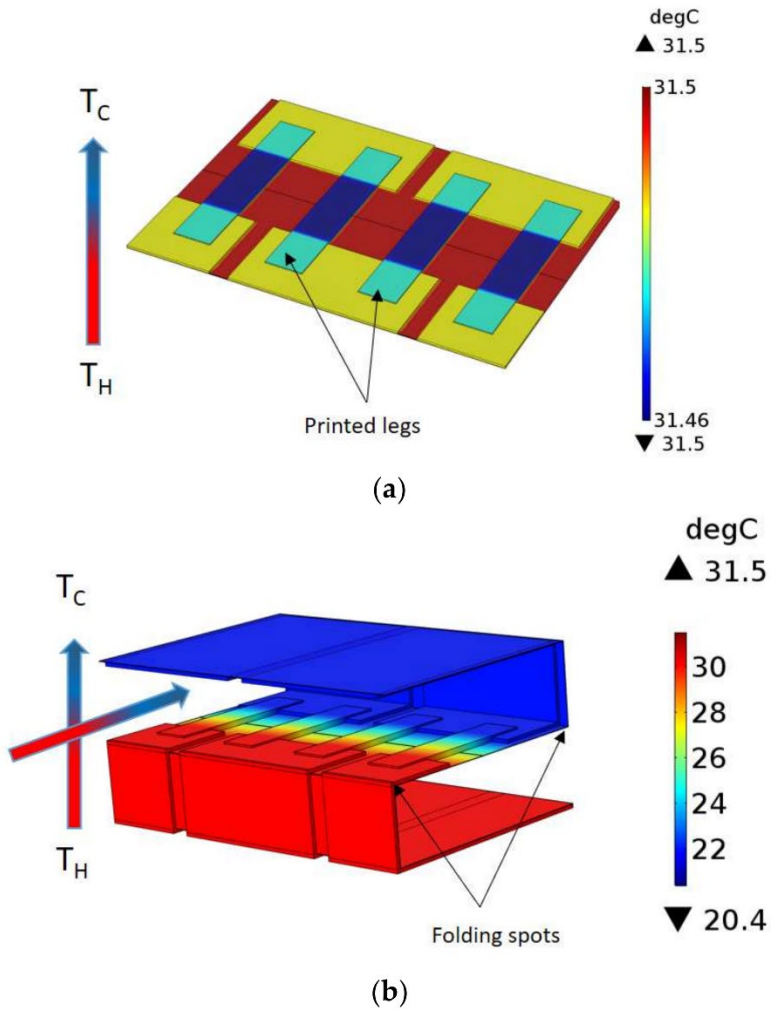 degC
▲ 31.5
T_C
31.5
T_H
Printed legs
31.46
▼ 31.5
(a)
degC
▲ 31.5
T_C
30
28
26
24
22
T_H
▼ 20.4
Folding spots
(b)